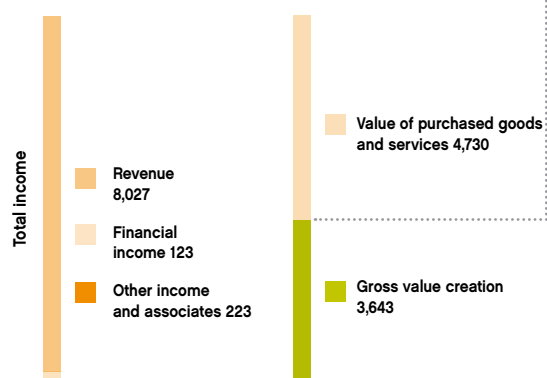 Total income
Revenue
8,027
Financial
income 123
Other income
and associates 223
Value of purchased goods
and services 4,730
Gross value creation
3,643